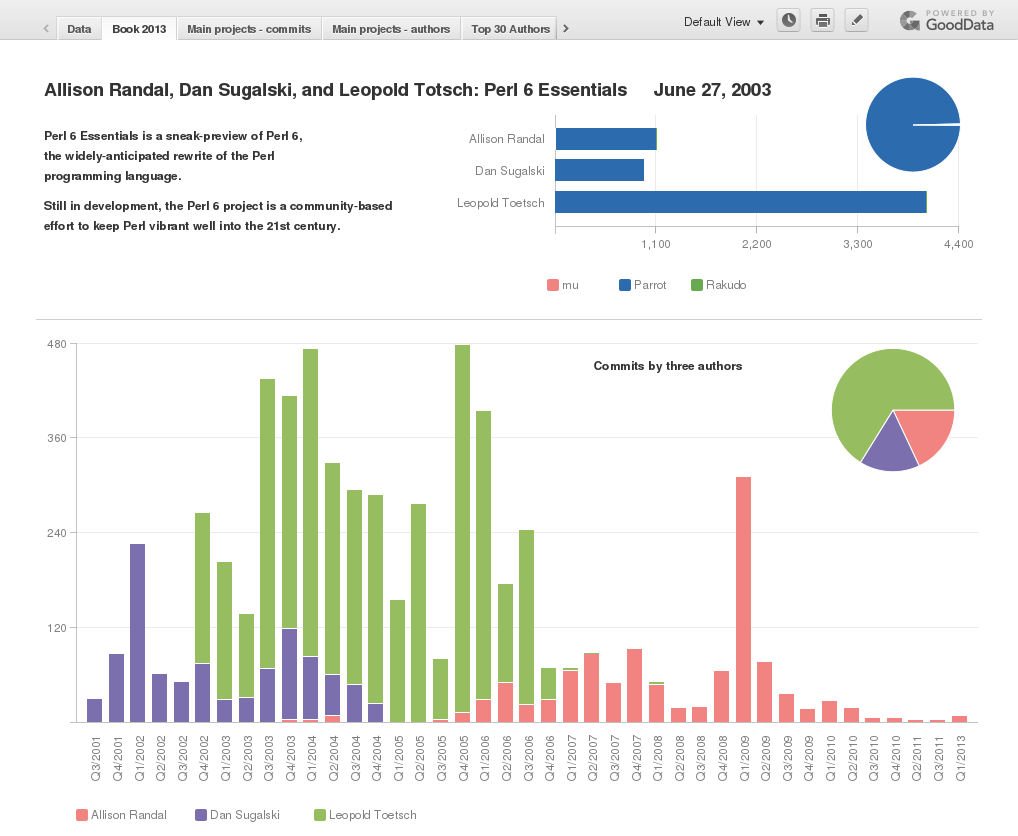 Data
Book 2013
Main projects - commits
Main projects - authors
Top 30 Authors
Default View
POWERED BY
GoodData
Allison Randal, Dan Sugalski, and Leopold Totsch: Perl 6 Essentials June 27, 2003
Perl 6 Essentials is a sneak-preview of Perl 6,
the widely-anticipated rewrite of the Perl
programming language.
Still in development, the Perl 6 project is a community-based
effort to keep Perl vibrant well into the 21st century.
Allison Randal
Dan Sugalski
Leopold Toetsch
1,100
2,200
3,300
4,400
mu
Parrot
Rakudo
Commits by three authors
480
360
240
120
Q3/2001
Q4/2001
Q1/2002
Q2/2002
Q3/2002
Q4/2002
Q1/2003
Q2/2003
Q3/2003
Q4/2003
Q1/2004
Q2/2004
Q3/2004
Q4/2004
Q1/2005
Q2/2005
Q3/2005
Q4/2005
Q1/2006
Q2/2006
Q3/2006
Q4/2006
Q1/2007
Q2/2007
Q3/2007
Q4/2007
Q1/2008
Q2/2008
Q3/2008
Q4/2008
Q1/2009
Q2/2009
Q3/2009
Q4/2009
Q1/2010
Q2/2010
Q3/2010
Q4/2010
Q2/2011
Q3/2011
Q1/2013
Allison Randal
Dan Sugalski
Leopold Toetsch